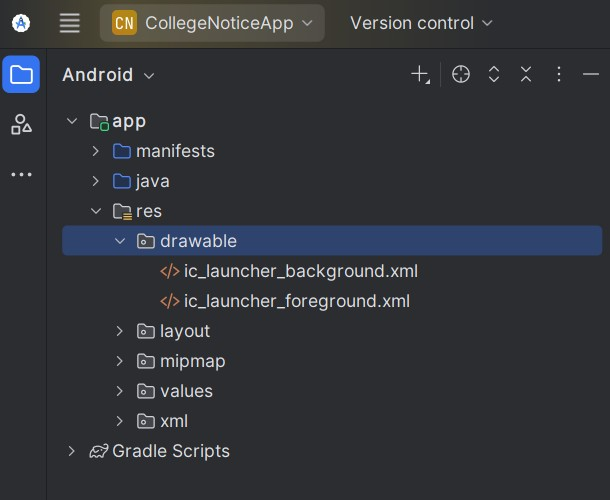 CN CollegeNoticeApp Version control
Android
app
manifests
java
res
drawable
</> ic_launcher_background.xml
</> ic_launcher_foreground.xml
layout
mipmap
values
xml
Gradle Scripts